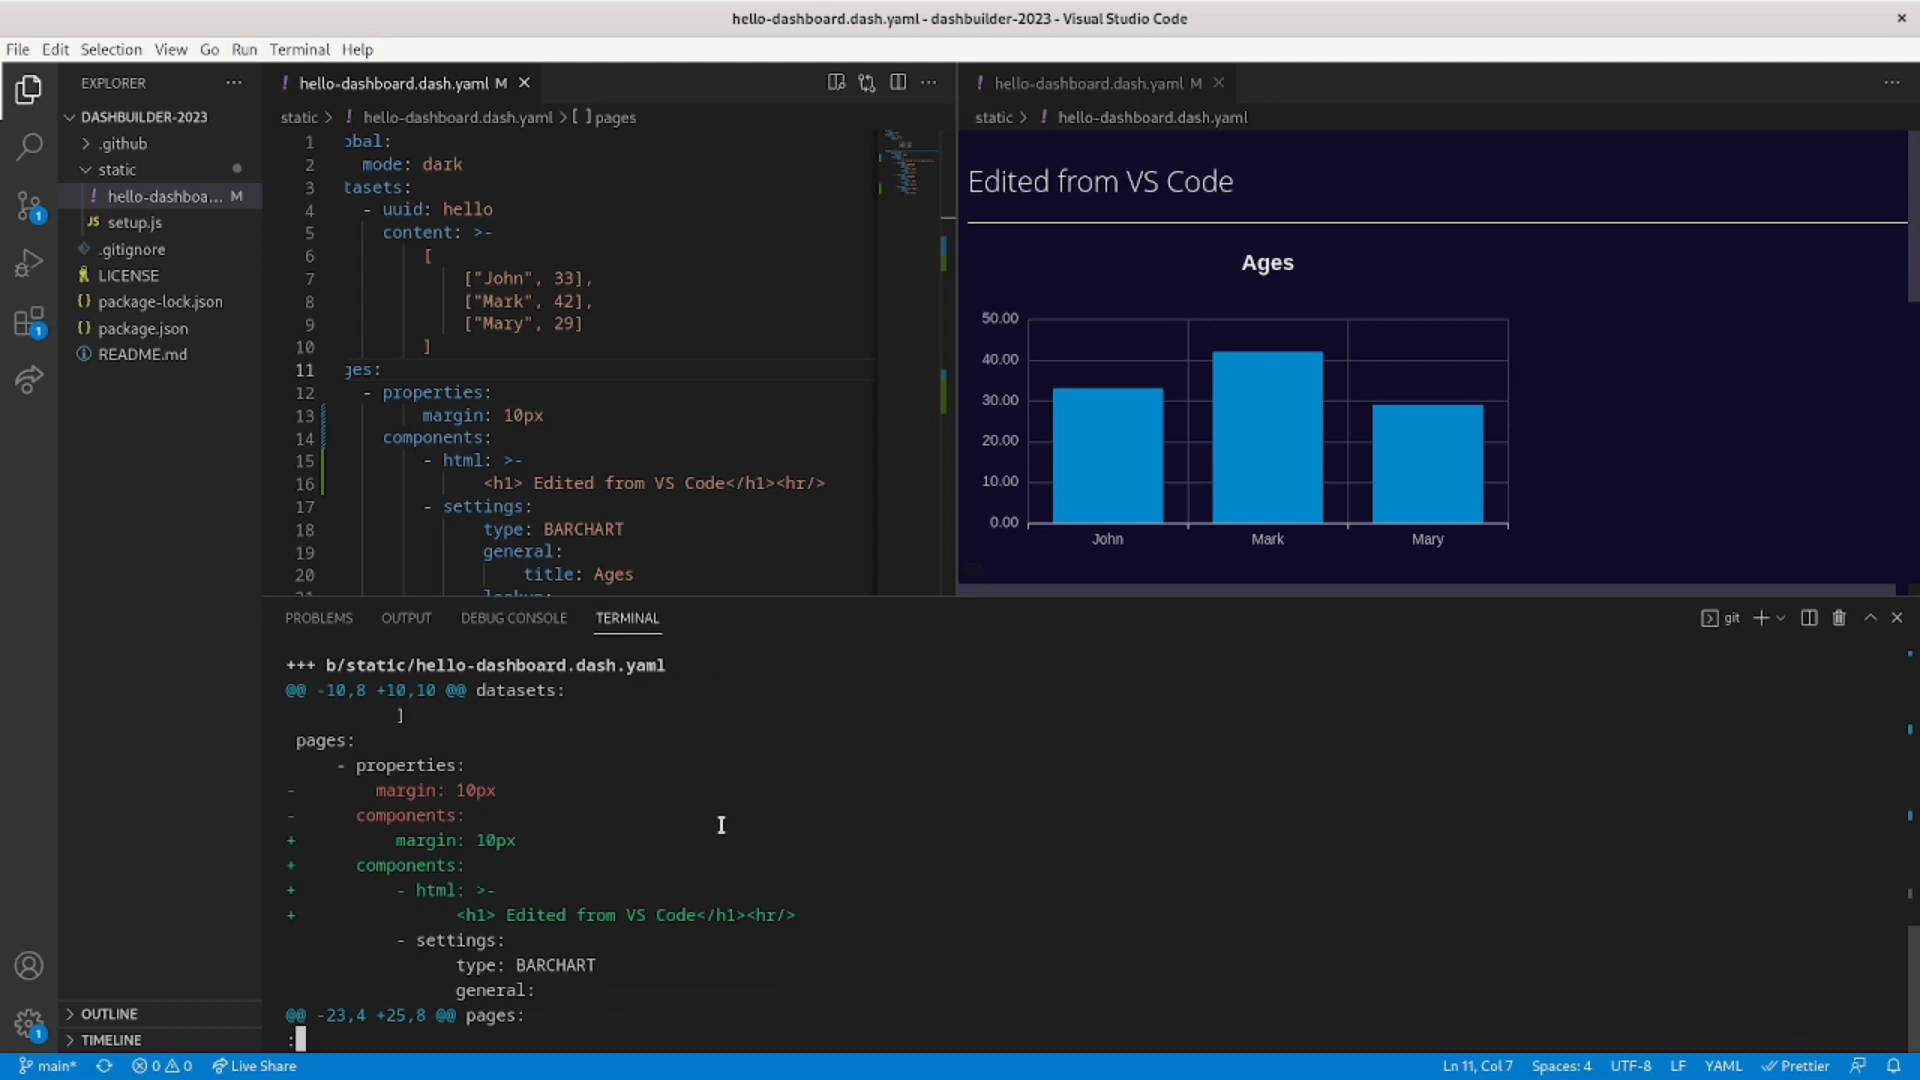 hello-dashboard.dash.yaml - dashbuilder-2023 - Visual Studio Code
File Edit Selection View Go Run Terminal Help
EXPLORER
DASHBUILDER-2023
.github
static
hello-dashboa... M
JS setup.js
.gitignore
LICENSE
{} package-lock.json
{} package.json
README.md
1
1
1
OUTLINE
TIMELINE
! hello-dashboard.dash.yaml M
static > ! hello-dashboard.dash.yaml > [ ] pages
1 obal:
2 mode: dark
3 tasets:
4 - uuid: hello
5 content: >-
6 [
7 ["John", 33],
8 ["Mark", 42],
9 ["Mary", 29]
10 ]
11 ges:
12 - properties:
13 margin: 10px
14 components:
15 - html: >-
16 <h1> Edited from VS Code</h1><hr/>
17 - settings:
18 type: BARCHART
19 general:
20 title: Ages
21 lookup:
! hello-dashboard.dash.yaml M
static > ! hello-dashboard.dash.yaml
Edited from VS Code
Ages
50.00
40.00
30.00
20.00
10.00
0.00
John Mark Mary
PROBLEMS OUTPUT DEBUG CONSOLE TERMINAL
git
+++ b/static/hello-dashboard.dash.yaml
@@ -10,8 +10,10 @@ datasets:
]
pages:
- properties:
- margin: 10px
- components:
+ margin: 10px
+ components:
+ - html: >-
+ <h1> Edited from VS Code</h1><hr/>
- settings:
type: BARCHART
general:
@@ -23,4 +25,8 @@ pages:
:
main* 0 0 Live Share
Ln 11, Col 7 Spaces: 4 UTF-8 LF YAML Prettier